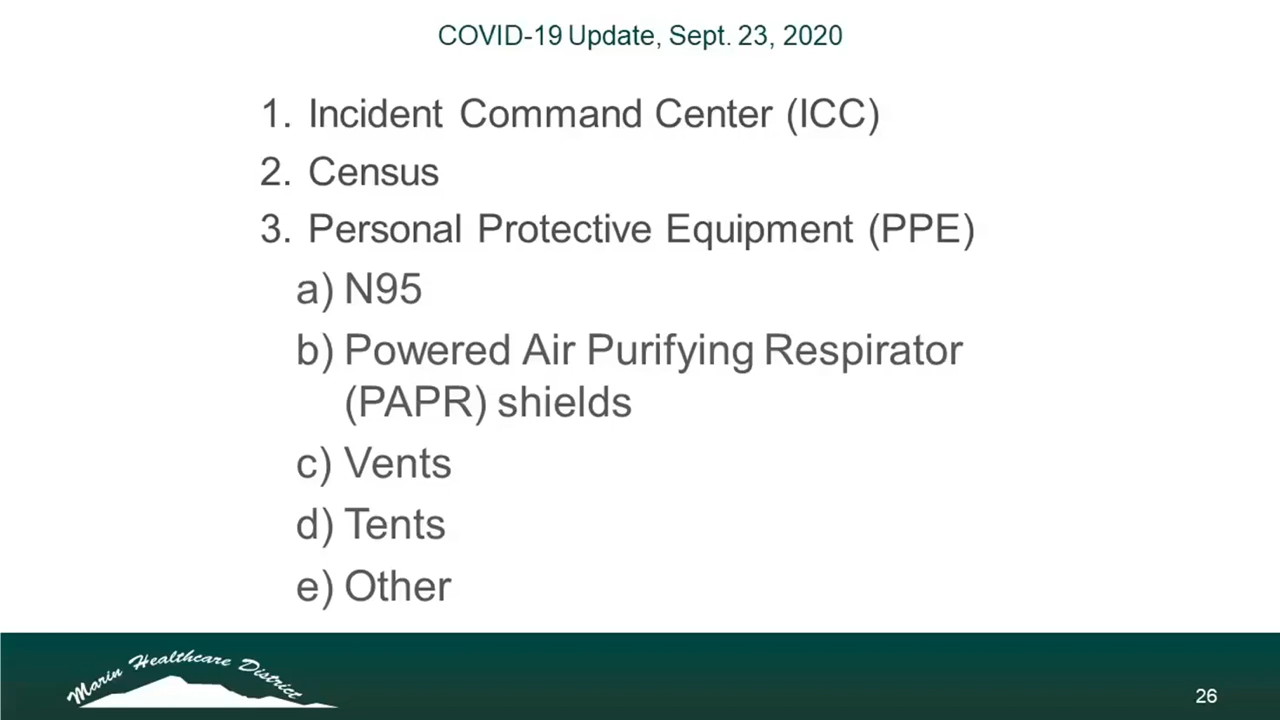 COVID-19 Update, Sept. 23, 2020
1. Incident Command Center (ICC)
2. Census
3. Personal Protective Equipment (PPE)
a) N95
b) Powered Air Purifying Respirator
(PAPR) shields
c) Vents
d) Tents
e) Other
Marin Healthcare District
26